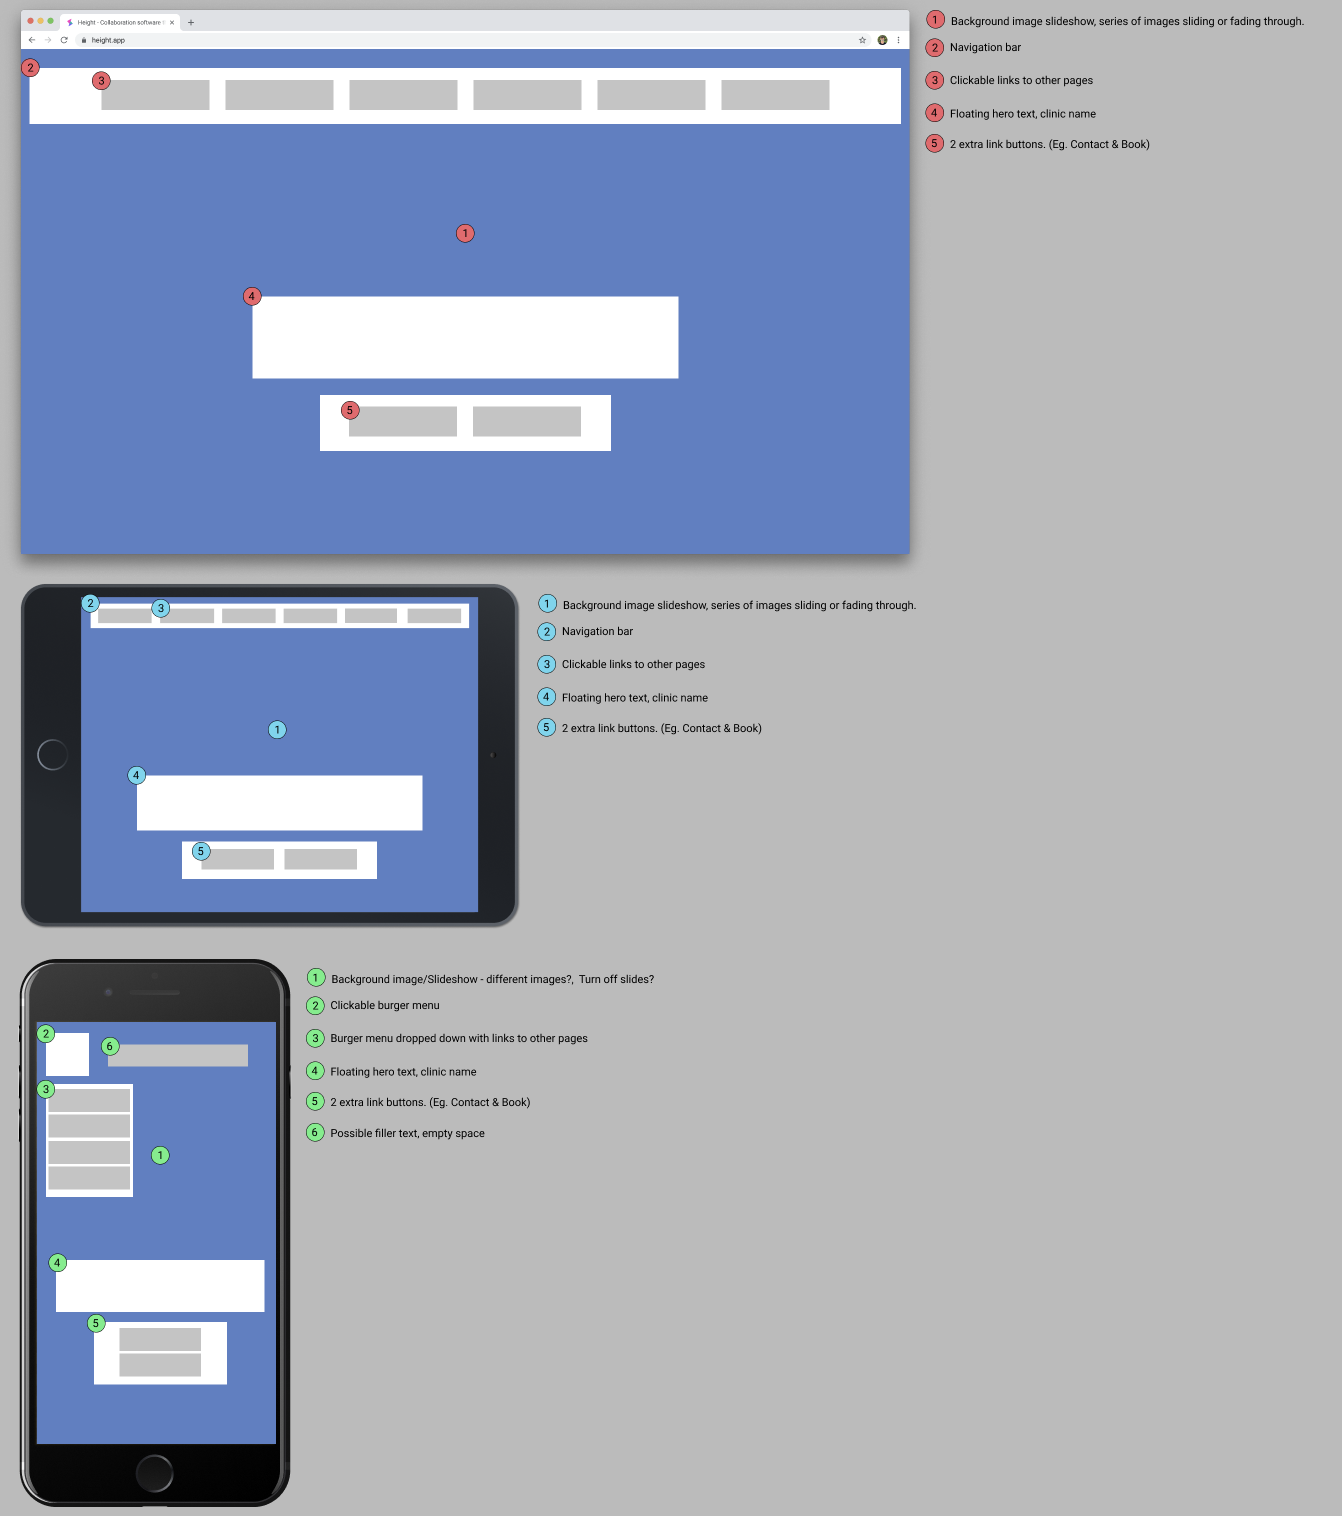 Height - Collaboration software
height.app
2
3
1
4
5
1 Background image slideshow, series of images sliding or fading through.
2 Navigation bar
3 Clickable links to other pages
4 Floating hero text, clinic name
5 2 extra link buttons. (Eg. Contact & Book)
2
3
1
4
5
1 Background image slideshow, series of images sliding or fading through.
2 Navigation bar
3 Clickable links to other pages
4 Floating hero text, clinic name
5 2 extra link buttons. (Eg. Contact & Book)
2
6
3
1
4
5
1 Background image/Slideshow - different images?, Turn off slides?
2 Clickable burger menu
3 Burger menu dropped down with links to other pages
4 Floating hero text, clinic name
5 2 extra link buttons. (Eg. Contact & Book)
6 Possible filler text, empty space